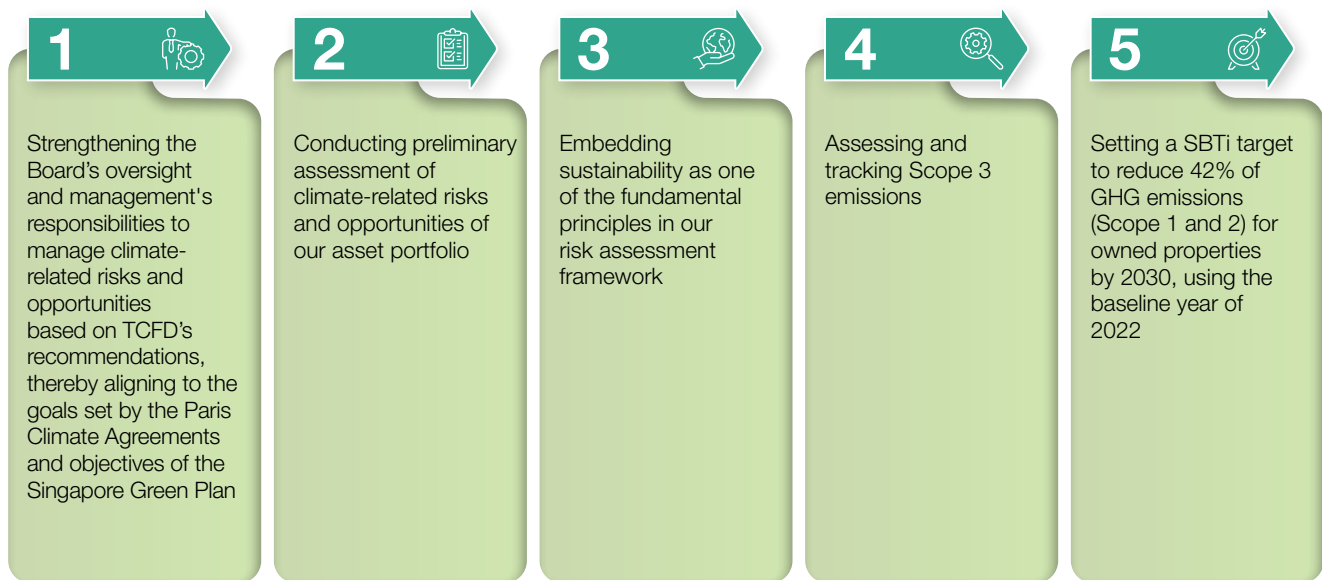 1
Strengthening the
Board’s oversight
and management's
responsibilities to
manage climate-
related risks and
opportunities
based on TCFD’s
recommendations,
thereby aligning to the
goals set by the Paris
Climate Agreements
and objectives of the
Singapore Green Plan
2
Conducting preliminary
assessment of
climate-related risks
and opportunities of
our asset portfolio
3
Embedding
sustainability as one
of the fundamental
principles in our
risk assessment
framework
4
Assessing and
tracking Scope 3
emissions
5
Setting a SBTi target
to reduce 42% of
GHG emissions
(Scope 1 and 2) for
owned properties
by 2030, using the
baseline year of
2022